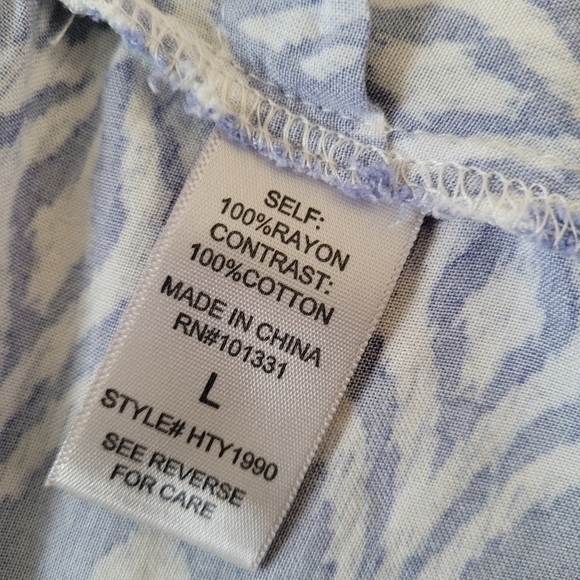 SELF:
100%RAYON
CONTRAST:
100%COTTON
MADE IN CHINA
RN#101331
L
STYLE# HTY1990
SEE REVERSE
FOR CARE